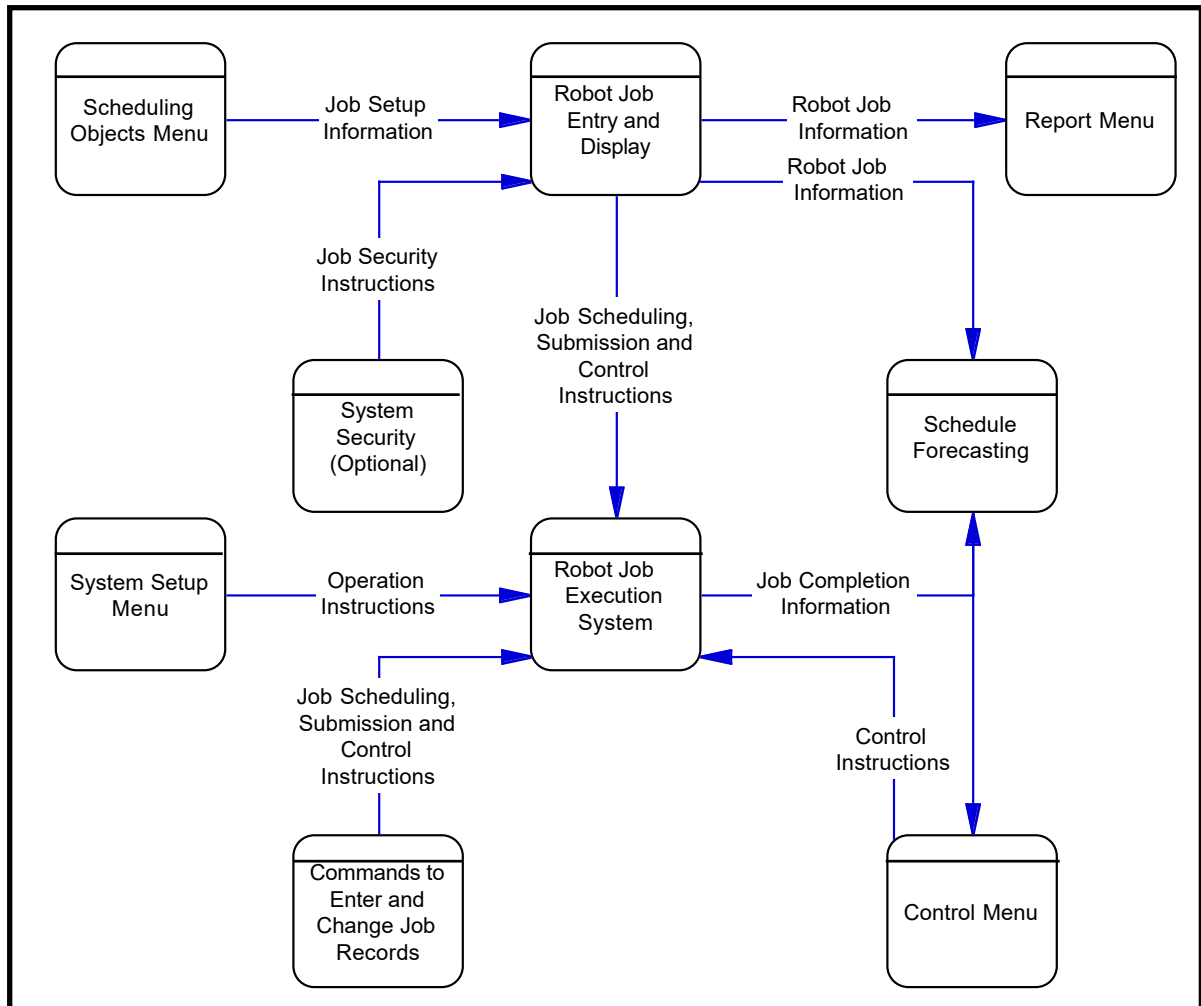 Scheduling
Objects Menu
Job Setup
Information
Robot Job
Entry and
Display
Robot Job
Information
Report Menu
Robot Job
Information
Job Security
Instructions
Job Scheduling,
Submission and
Control
Instructions
System
Security
(Optional)
Schedule
Forecasting
System Setup
Menu
Operation
Instructions
Robot Job
Execution
System
Job Completion
Information
Job Scheduling,
Submission and
Control
Instructions
Control
Instructions
Commands to
Enter and
Change Job
Records
Control Menu